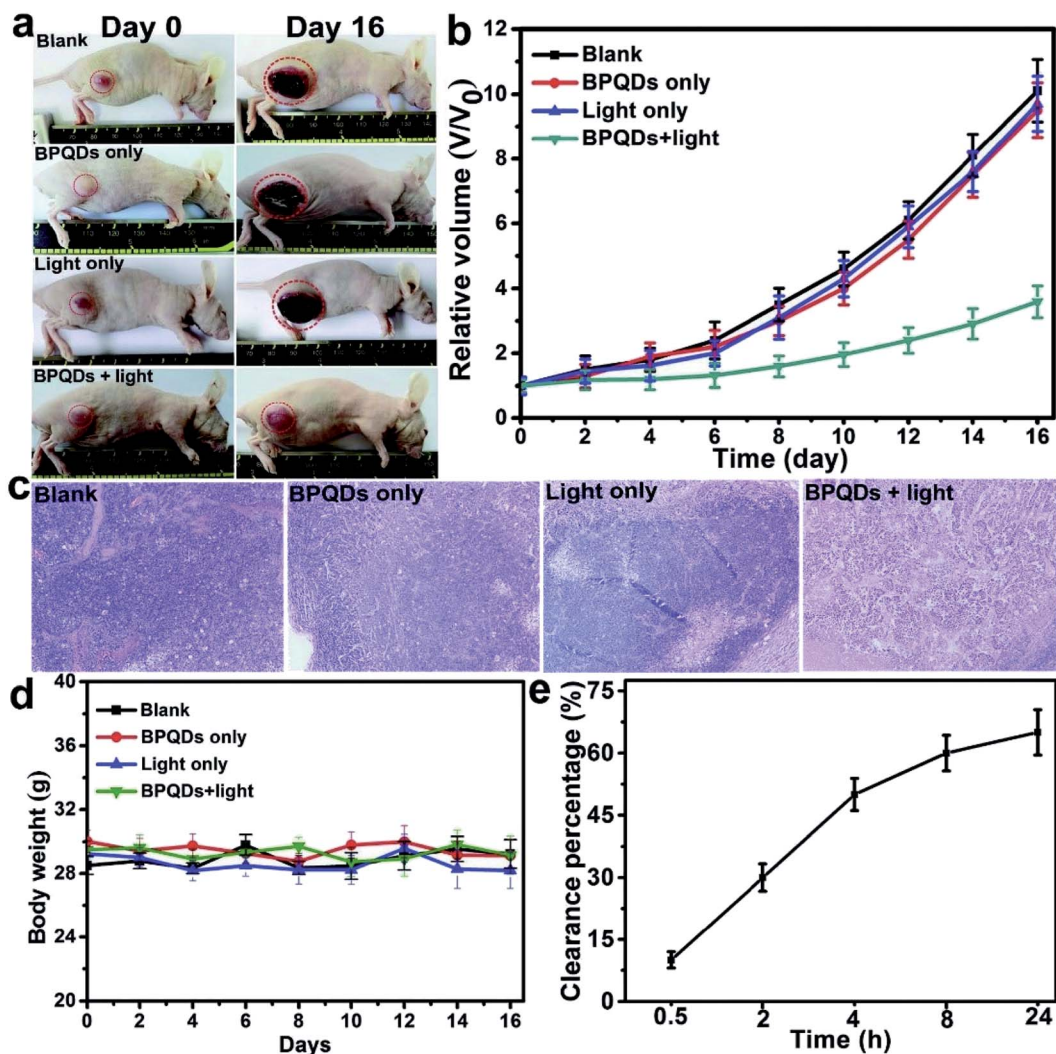 a Day 0 Day 16
Blank
BPQDs only
Light only
BPQDs + light
b
Relative volume (V/V0)
12
10
8
6
4
2
0
Blank
BPQDs only
Light only
BPQDs+light
0 2 4 6 8 10 12 14 16
Time (day)
c
Blank BPQDs only Light only BPQDs + light
d
Body weight (g)
40
36
32
28
24
20
Blank
BPQDs only
Light only
BPQDs+light
0 2 4 6 8 10 12 14 16
Days
e
Clearance percentage (%)
75
60
45
30
15
0
0.5 2 4 8 24
Time (h)